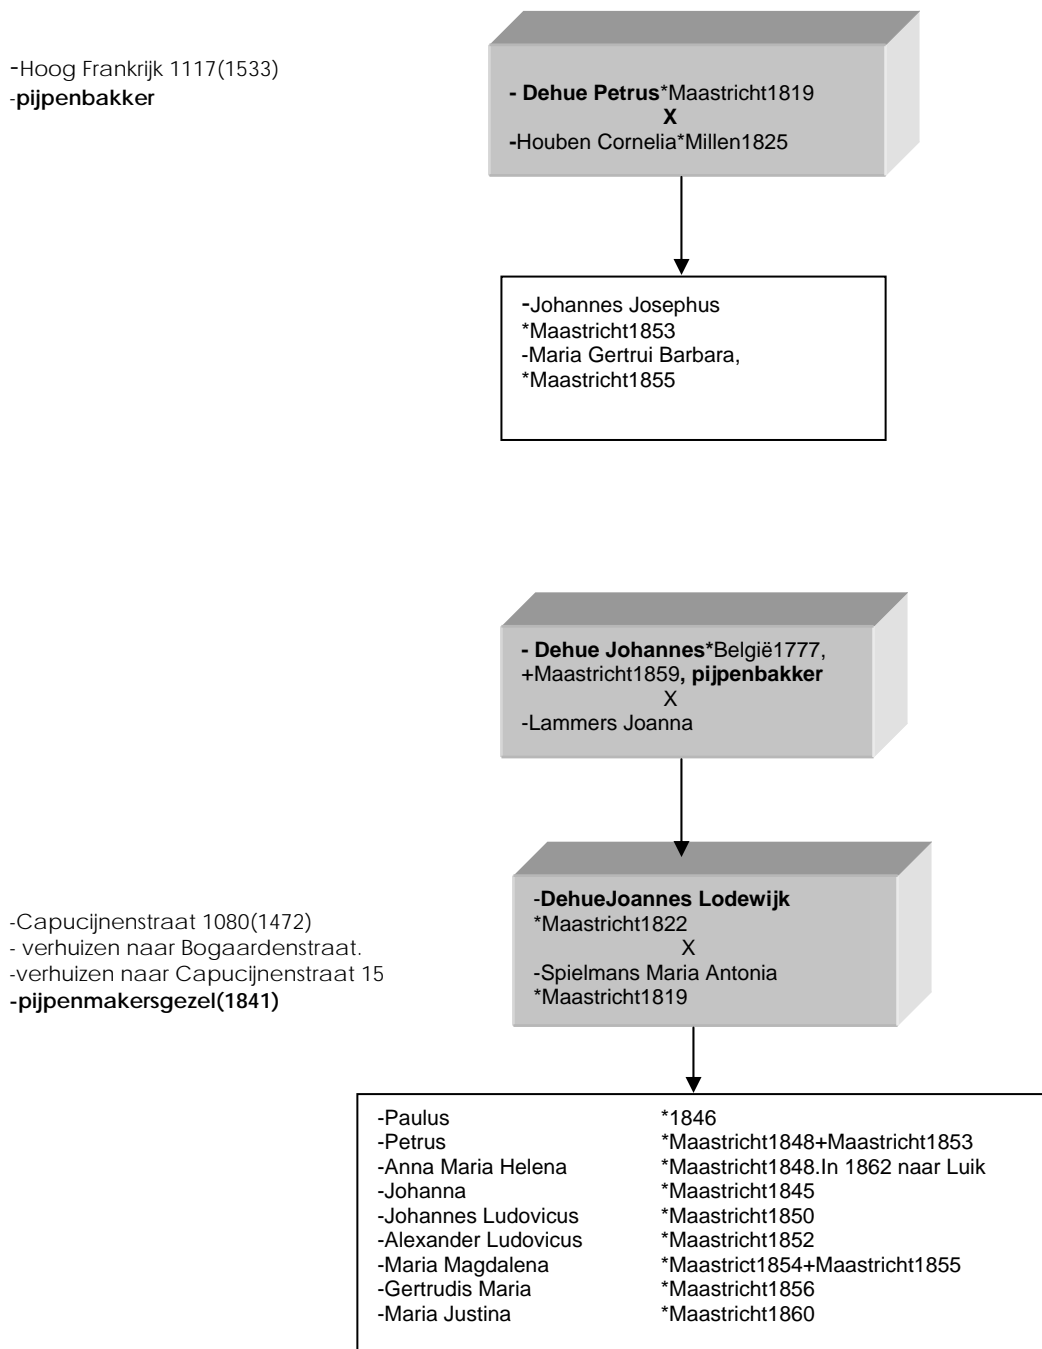 -Hoog Frankrijk 1117(1533)
-pijpenbakker
- Dehue Petrus*Maastricht1819
X
-Houben Cornelia*Millen1825
-Johannes Josephus
*Maastricht1853
-Maria Gertrui Barbara,
*Maastricht1855
- Dehue Johannes*België1777,
+Maastricht1859, pijpenbakker
X
-Lammers Joanna
-Capucijnenstraat 1080(1472)
- verhuizen naar Bogaardenstraat.
-verhuizen naar Capucijnenstraat 15
-pijpenmakersgezel(1841)
-DehueJoannes Lodewijk
*Maastricht1822
X
-Spielmans Maria Antonia
*Maastricht1819
-Paulus *1846
-Petrus *Maastricht1848+Maastricht1853
-Anna Maria Helena *Maastricht1848.In 1862 naar Luik
-Johanna *Maastricht1845
-Johannes Ludovicus *Maastricht1850
-Alexander Ludovicus *Maastricht1852
-Maria Magdalena *Maastrict1854+Maastricht1855
-Gertrudis Maria *Maastricht1856
-Maria Justina *Maastricht1860